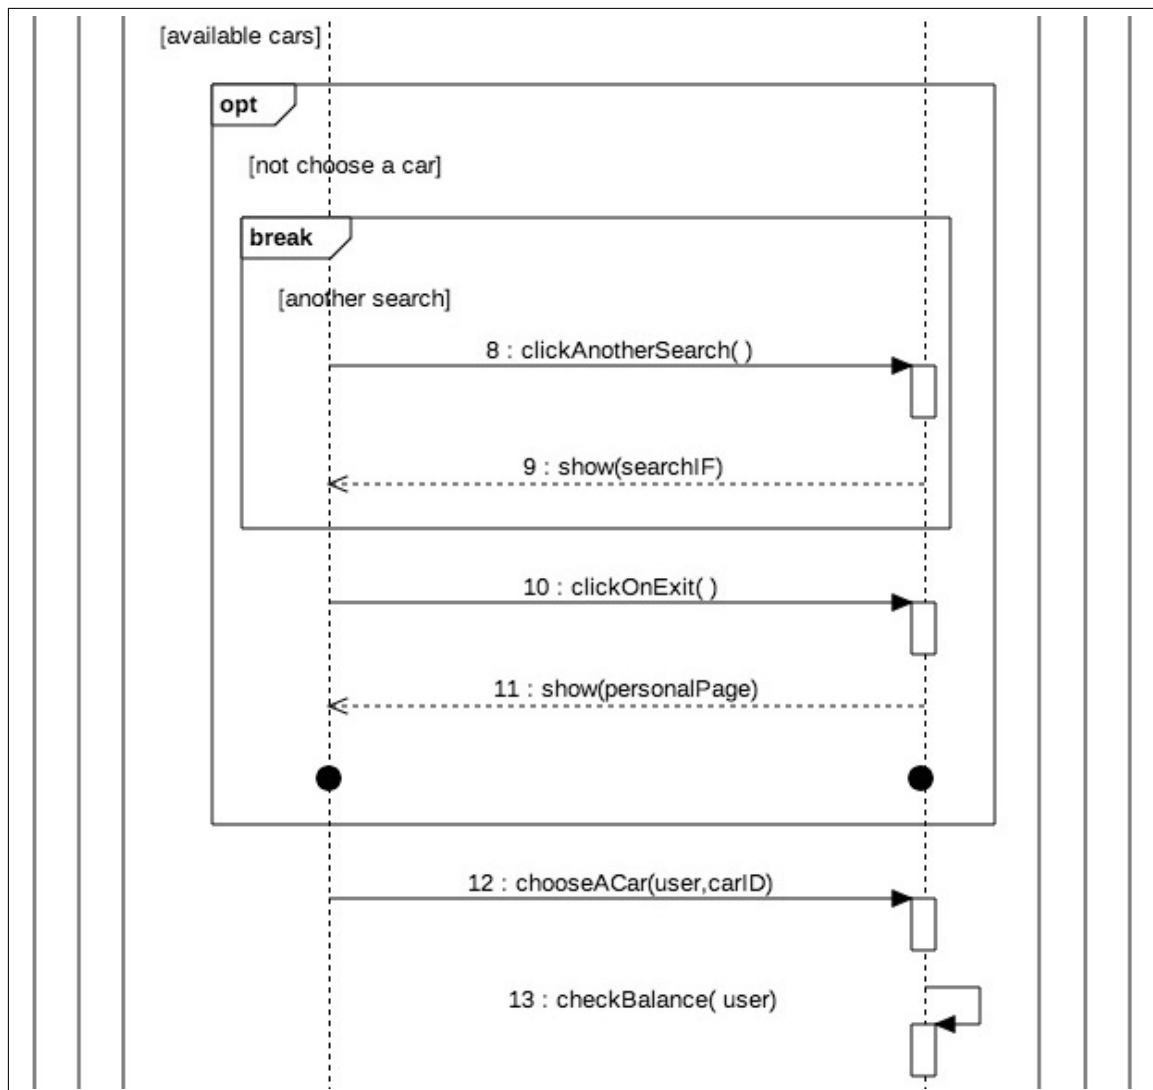 [available cars]
opt
[not choose a car]
break
[another search]
8 : clickAnotherSearch( )
9 : show(searchIF)
10 : clickOnExit( )
11 : show(personalPage)
12 : chooseACar(user,carID)
13 : checkBalance( user)